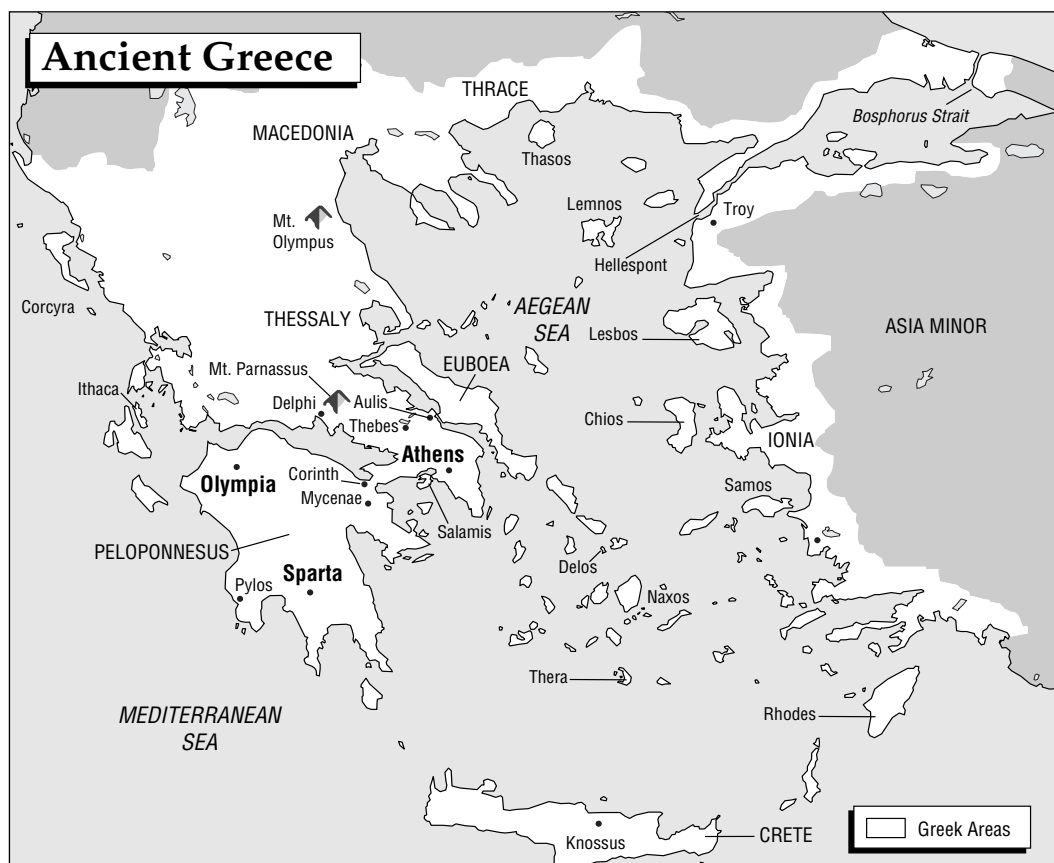 Ancient Greece
THRACE
Bosphorus Strait
MACEDONIA
Thasos
Lemnos
Troy
Mt.
Olympus
Hellespont
Corcyra
AEGEAN
SEA
THESSALY
ASIA MINOR
Lesbos
EUBOEA
Mt. Parnassus
Ithaca
Delphi
Aulis
Chios
Thebes
IONIA
Athens
Olympia
Corinth
Samos
Mycenae
Salamis
PELOPONNESUS
Delos
Sparta
Pylos
Naxos
Thera
MEDITERRANEAN
SEA
Rhodes
Greek Areas
CRETE
Knossus